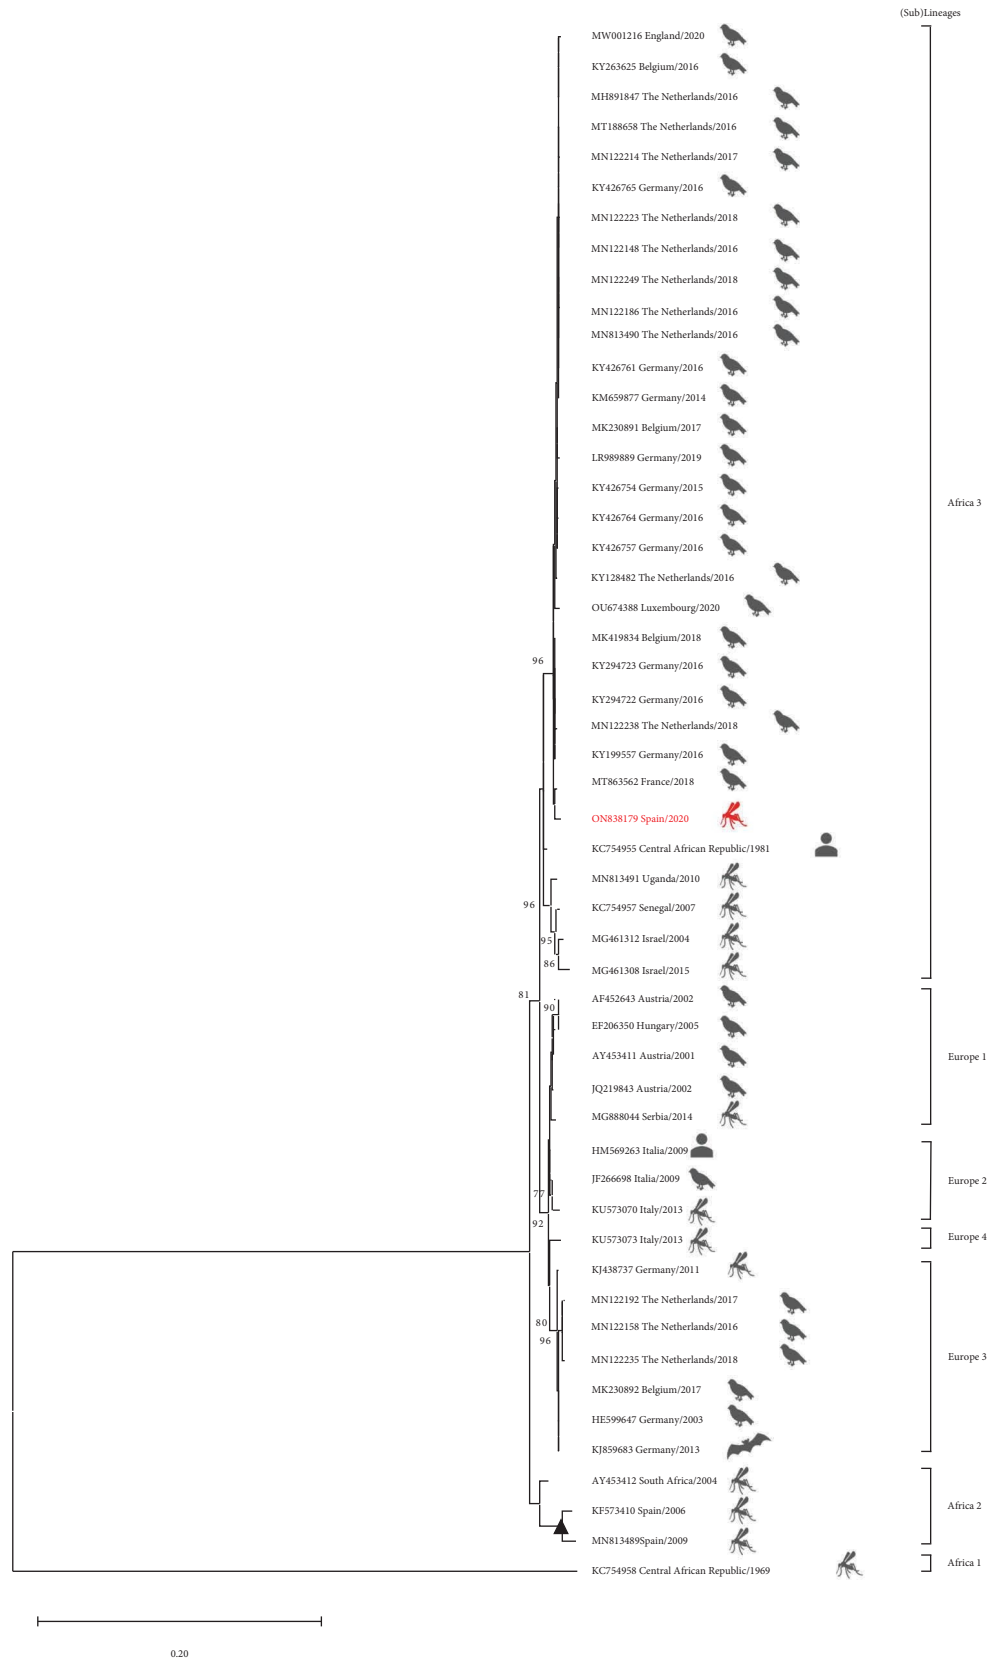 (Sub)Lineages
MW001216 England/2020
KY263625 Belgium/2016
MH891847 The Netherlands/2016
MT188658 The Netherlands/2016
MN122214 The Netherlands/2017
KY426765 Germany/2016
MN122223 The Netherlands/2018
MN122148 The Netherlands/2016
MN122249 The Netherlands/2018
MN122186 The Netherlands/2016
MN813490 The Netherlands/2016
KY426761 Germany/2016
KM659877 Germany/2014
MK230891 Belgium/2017
LR989889 Germany/2019
KY426754 Germany/2015
Africa 3
KY426764 Germany/2016
KY426757 Germany/2016
KY128482 The Netherlands/2016
OU674388 Luxembourg/2020
MK419834 Belgium/2018
96
KY294723 Germany/2016
KY294722 Germany/2016
MN122238 The Netherlands/2018
KY199557 Germany/2016
MT863562 France/2018
ON838179 Spain/2020
KC754955 Central African Republic/1981
MN813491 Uganda/2010
96
KC754957 Senegal/2007
95
MG461312 Israel/2004
86
MG461308 Israel/2015
81
AF452643 Austria/2002
90
EF206350 Hungary/2005
AY453411 Austria/2001
Europe 1
JQ219843 Austria/2002
MG888044 Serbia/2014
HM569263 Italia/2009
JF266698 Italia/2009
Europe 2
77
KU573070 Italy/2013
92
KU573073 Italy/2013
Europe 4
KJ438737 Germany/2011
MN122192 The Netherlands/2017
80
MN122158 The Netherlands/2016
96
MN122235 The Netherlands/2018
Europe 3
MK230892 Belgium/2017
HE599647 Germany/2003
KJ859683 Germany/2013
AY453412 South Africa/2004
Africa 2
KF573410 Spain/2006
MN813489Spain/2009
Africa 1
KC754958 Central African Republic/1969
0.20